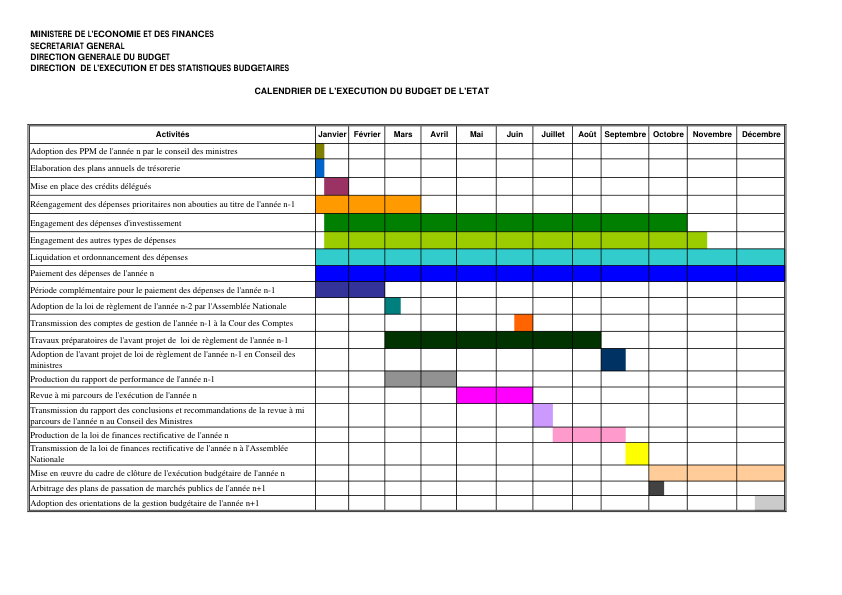 MINISTERE DE L'ECONOMIE ET DES FINANCES
SECRETARIAT GENERAL
DIRECTION GENERALE DU BUDGET
DIRECTION DE L'EXECUTION ET DES STATISTIQUES BUDGETAIRES
CALENDRIER DE L'EXECUTION DU BUDGET DE L'ETAT
Activités Janvier Février Mars Avril Mai Juin Juillet Août Septembre Octobre Novembre Décembre
Adoption des PPM de l'année n par le conseil des ministres
Elaboration des plans annuels de trésorerie
Mise en place des crédits délégués
Réengagement des dépenses prioritaires non abouties au titre de l'année n-1
Engagement des dépenses d'investissement
Engagement des autres types de dépenses
Liquidation et ordonnancement des dépenses
Paiement des dépenses de l'année n
Période complémentaire pour le paiement des dépenses de l'année n-1
Adoption de la loi de règlement de l'année n-2 par l'Assemblée Nationale
Transmission des comptes de gestion de l'année n-1 à la Cour des Comptes
Travaux préparatoires de l'avant projet de loi de règlement de l'année n-1
Adoption de l'avant projet de loi de règlement de l'année n-1 en Conseil des
ministres
Production du rapport de performance de l'année n-1
Revue à mi parcours de l'exécution de l'année n
Transmission du rapport des conclusions et recommandations de la revue à mi
parcours de l'année n au Conseil des Ministres
Production de la loi de finances rectificative de l'année n
Transmission de la loi de finances rectificative de l'année n à l'Assemblée
Nationale
Mise en œuvre du cadre de clôture de l'exécution budgétaire de l'année n
Arbitrage des plans de passation de marchés publics de l'année n+1
Adoption des orientations de la gestion budgétaire de l'année n+1